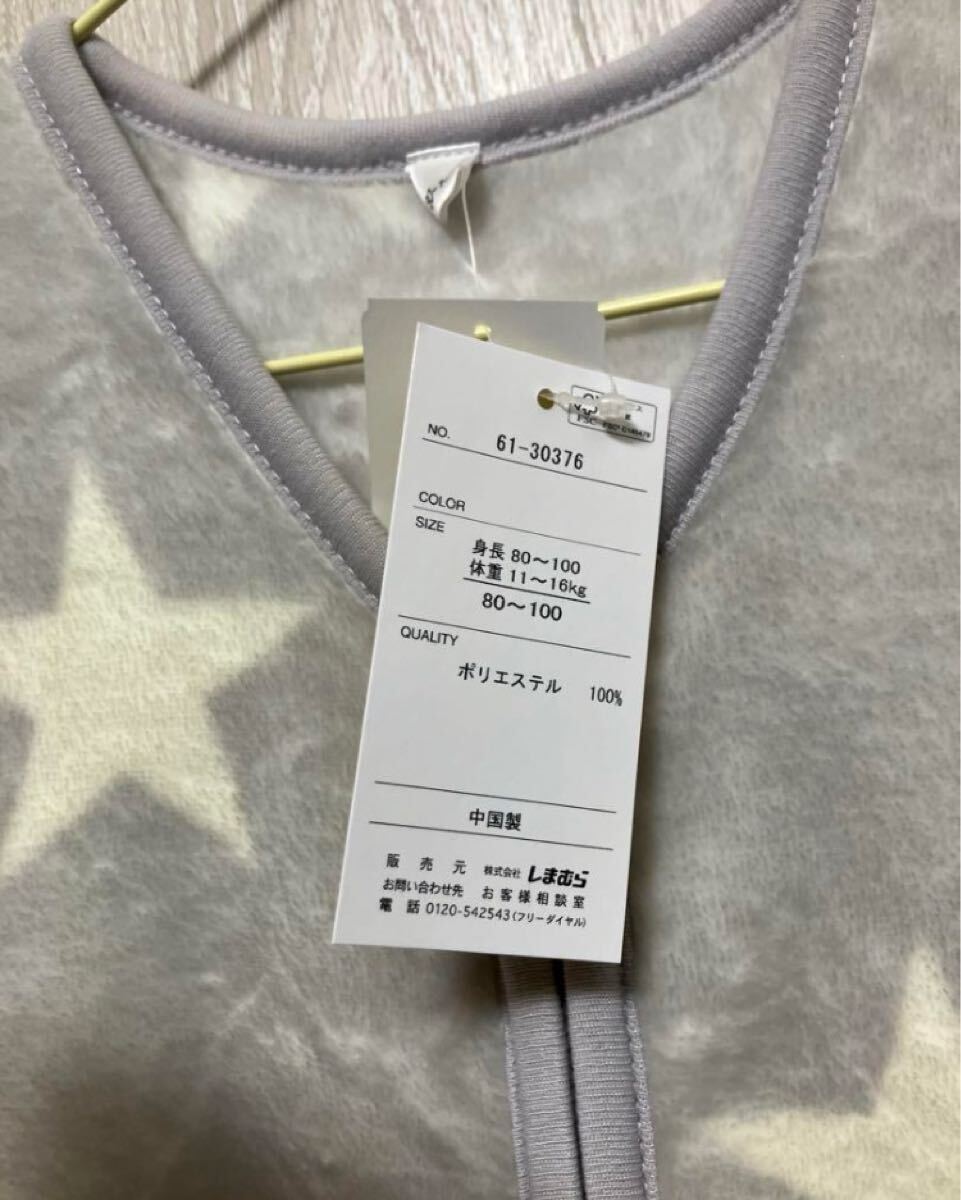 NO. 61-30376
COLOR
SIZE
身長 80～100
体重 11～16kg
80～100
QUALITY
ポリエステル 100%
中国製
販売元 株式会社 しまむら
お問い合わせ先 お客様相談室
電話 0120-542543(フリーダイヤル)